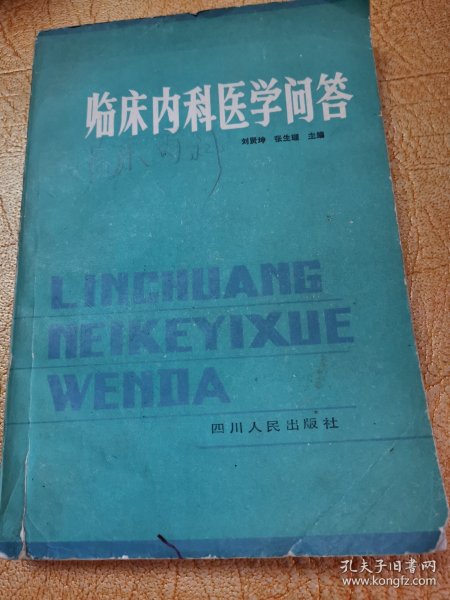 临床内科医学问答
刘贤坤 张生瑶 主编
LINCHUANG
NEIKEYIXUE
WENDA
四川人民出版社
孔夫子旧书网
www.kongfz.com